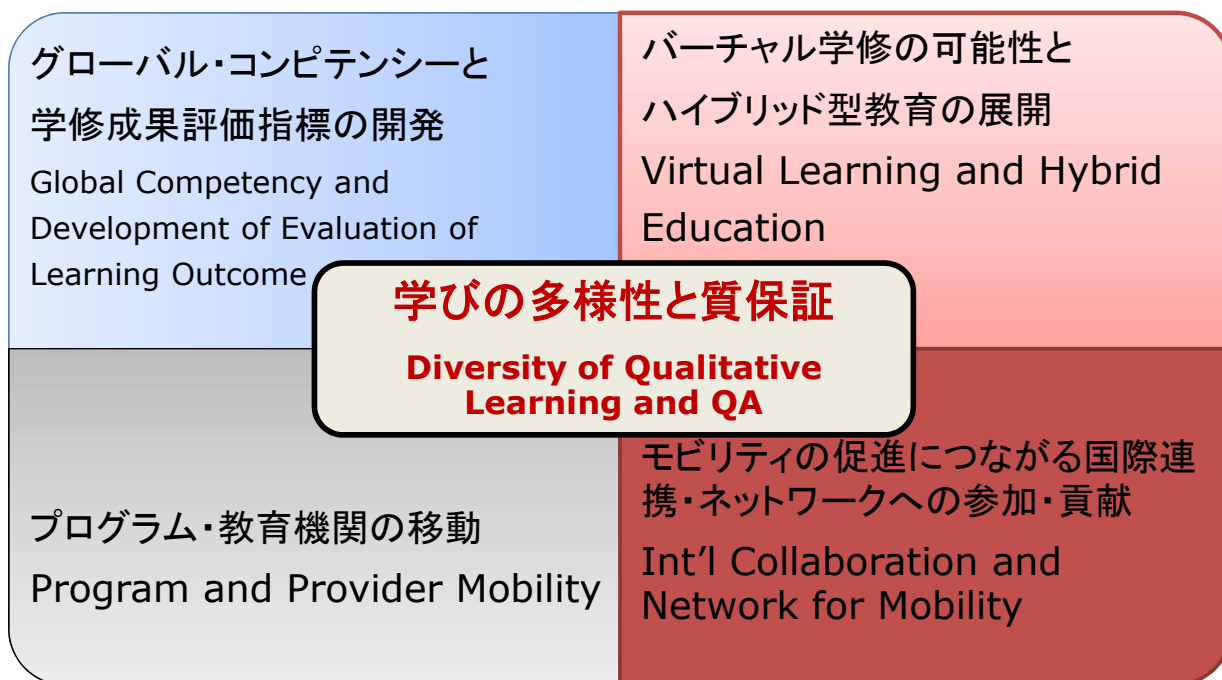 グローバル・コンピテンシーと
学修成果評価指標の開発
Global Competency and
Development of Evaluation of
Learning Outcome
バーチャル学修の可能性と
ハイブリッド型教育の展開
Virtual Learning and Hybrid
Education
学びの多様性と質保証
Diversity of Qualitative
Learning and QA
プログラム・教育機関の移動
Program and Provider Mobility
モビリティの促進につながる国際連
携・ネットワークへの参加・貢献
Int’l Collaboration and
Network for Mobility